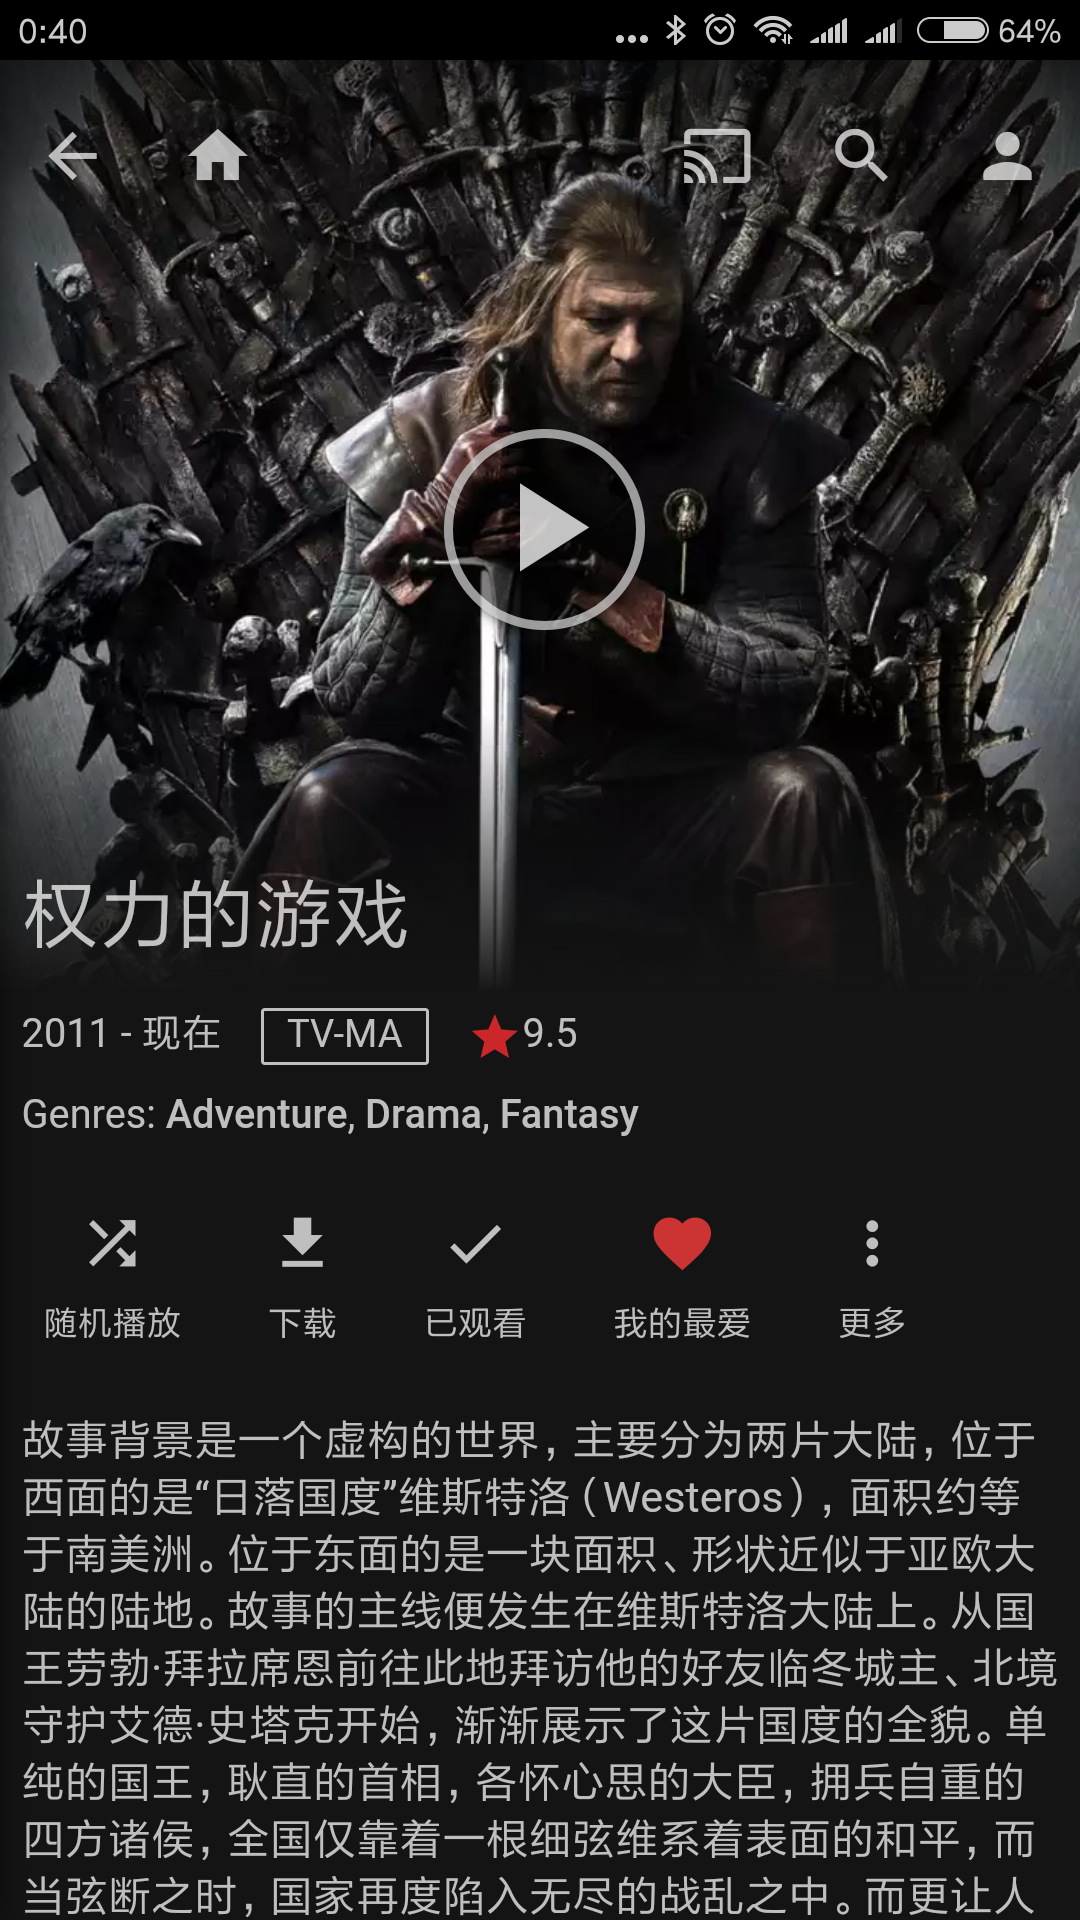 0:40
64%
权力的游戏
2011 - 现在 TV-MA 9.5
Genres: Adventure, Drama, Fantasy
随机播放 下载 已观看 我的最爱 更多
故事背景是一个虚构的世界，主要分为两片大陆，位于
西面的是“日落国度”维斯特洛（Westeros），面积约等
于南美洲。位于东面的是一块面积、形状近似于亚欧大
陆的陆地。故事的主线便发生在维斯特洛大陆上。从国
王劳勃·拜拉席恩前往此地拜访他的好友临冬城主、北境
守护艾德·史塔克开始，渐渐展示了这片国度的全貌。单
纯的国王，耿直的首相，各怀心思的大臣，拥兵自重的
四方诸侯，全国仅靠着一根细弦维系着表面的和平，而
当弦断之时，国家再度陷入无尽的战乱之中。而更让人